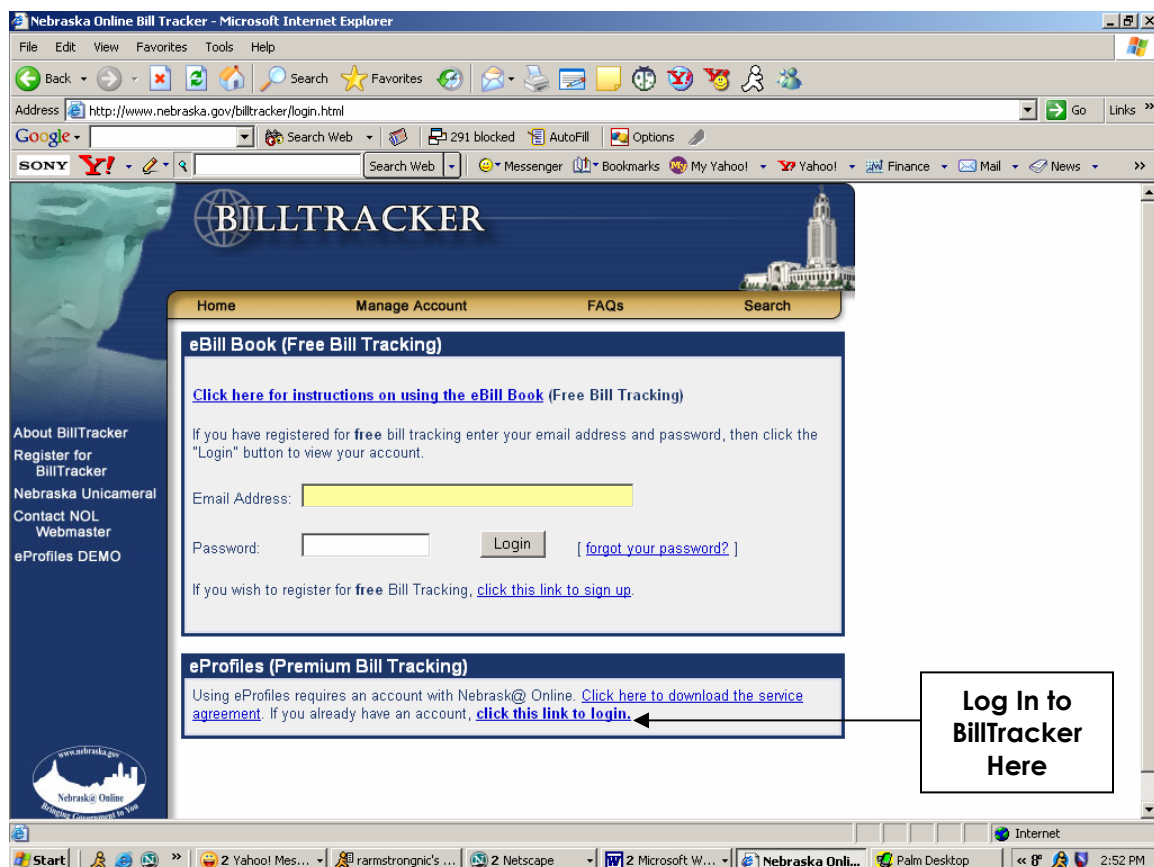 Nebraska Online Bill Tracker - Microsoft Internet Explorer
File Edit View Favorites Tools Help
Back Search Favorites
Address http://www.nebraska.gov/billtracker/login.html Go Links »
Google Search Web 291 blocked AutoFill Options
SONY Y! Search Web Messenger Bookmarks My Yahoo! Yahoo! Finance Mail News »
BILLTRACKER
Home Manage Account FAQs Search
eBill Book (Free Bill Tracking)
Click here for instructions on using the eBill Book (Free Bill Tracking)
If you have registered for free bill tracking enter your email address and password, then click the
"Login" button to view your account.
Email Address:
Password: Login [ forgot your password? ]
If you wish to register for free Bill Tracking, click this link to sign up.
About BillTracker
Register for
BillTracker
Nebraska Unicameral
Contact NOL
Webmaster
eProfiles DEMO
eProfiles (Premium Bill Tracking)
Using eProfiles requires an account with Nebrask@ Online. Click here to download the service
agreement. If you already have an account, click this link to login.
Log In to
BillTracker
Here
www.nebraska.gov
Nebrask@ Online
Bringing Government to You
Internet
Start » 2 Yahoo! Mes... rarmstrongnic's ... 2 Netscape 2 Microsoft W... Nebraska Onli... Palm Desktop « 2:52 PM